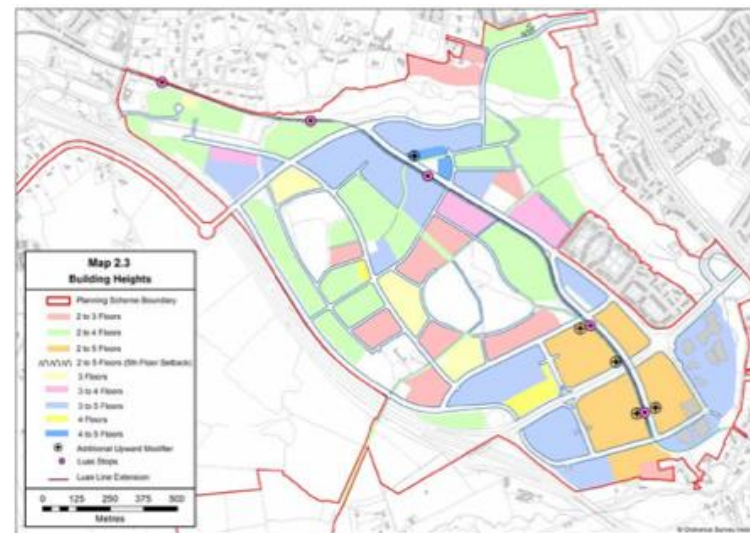 Map 2.3
Building Heights
Planning Scheme Boundary
2 to 3 Floors
2 to 4 Floors
2 to 5 Floors
2 to 5 Floors (5th Floor Setback)
3 Floors
3 to 4 Floors
3 to 5 Floors
4 Floors
4 to 5 Floors
Additional Upward Modifier
Luas Stops
Luas Line Extension
0 125 250 375 500
Metres
© Ordnance Survey Ireland